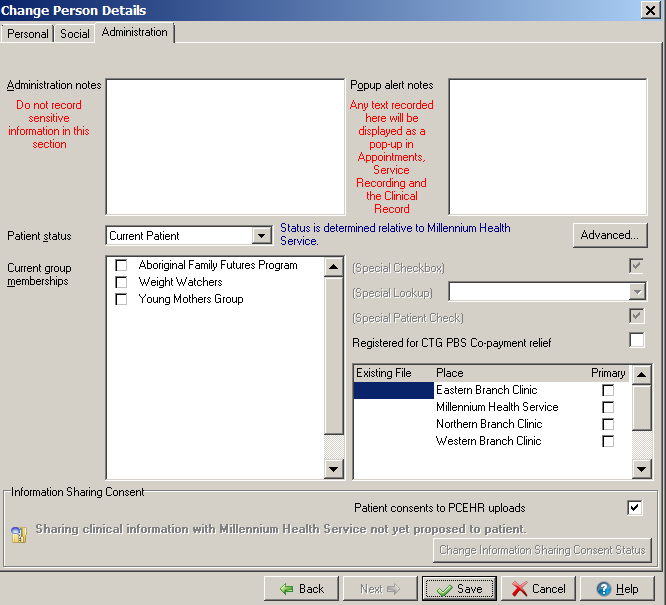 Change Person Details
Personal Social Administration
Administration notes
Do not record
sensitive
information in this
section
Popup alert notes
Any text recorded
here will be
displayed as a
pop-up in
Appointments,
Service
Recording and
the Clinical
Record
Patient status
Current Patient
Status is determined relative to Millennium Health
Service.
Advanced...
Current group
memberships
Aboriginal Family Futures Program
Weight Watchers
Young Mothers Group
(Special Checkbox)
(Special Lookup)
(Special Patient Check)
Registered for CTG PBS Co-payment relief
Existing File Place Primary
Eastern Branch Clinic
Millennium Health Service
Northern Branch Clinic
Western Branch Clinic
Information Sharing Consent
Patient consents to PCEHR uploads
Sharing clinical information with Millennium Health Service not yet proposed to patient.
Change Information Sharing Consent Status
Back Next Save Cancel Help